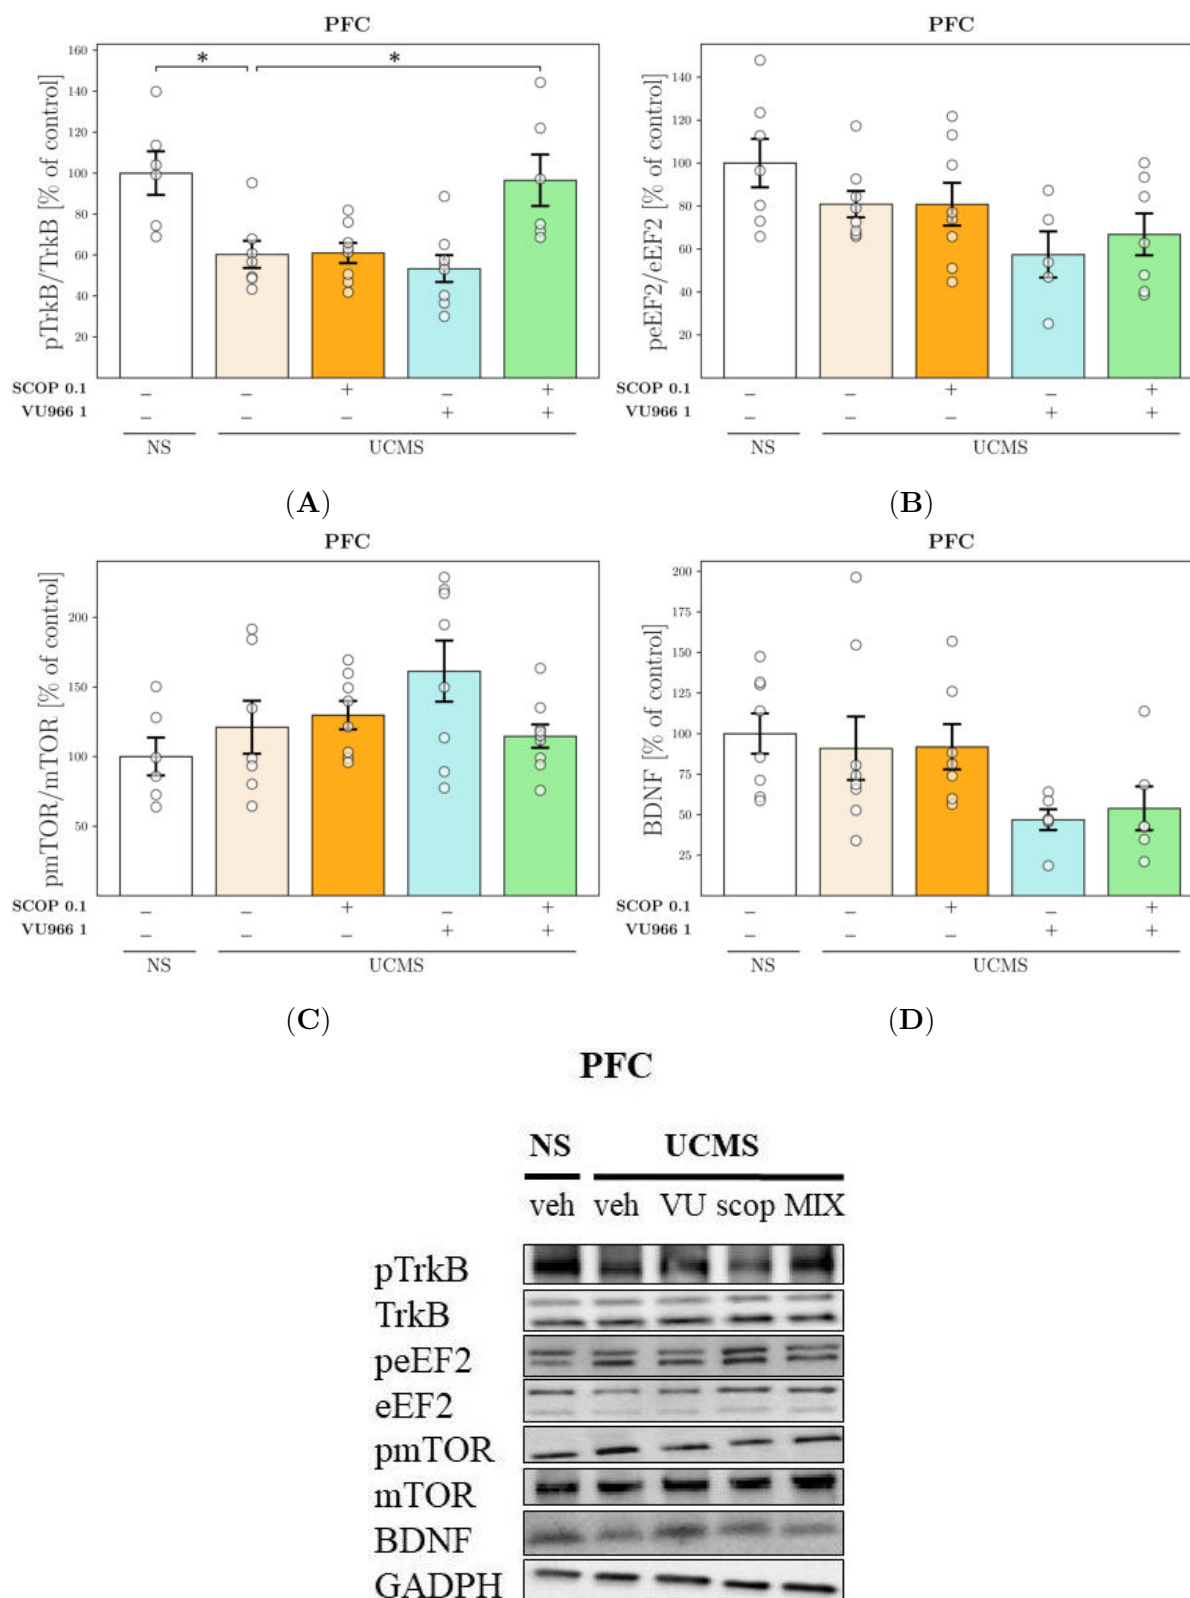 PFC
pTrkB/TrkB [% of control]
160
140
120
100
80
60
40
20
* *
SCOP 0.1 – – + – +
VU966 1 – – – + +
NS UCMS
(A)
PFC
peEF2/eEF2 [% of control]
140
120
100
80
60
40
20
SCOP 0.1 – – + – +
VU966 1 – – – + +
NS UCMS
(B)
PFC
pmTOR/mTOR [% of control]
200
150
100
50
SCOP 0.1 – – + – +
VU966 1 – – – + +
NS UCMS
(C)
PFC
BDNF [% of control]
200
175
150
125
100
75
50
25
SCOP 0.1 – – + – +
VU966 1 – – – + +
NS UCMS
(D)
PFC
NS UCMS
veh veh VU scop MIX
pTrkB
TrkB
peEF2
eEF2
pmTOR
mTOR
BDNF
GADPH